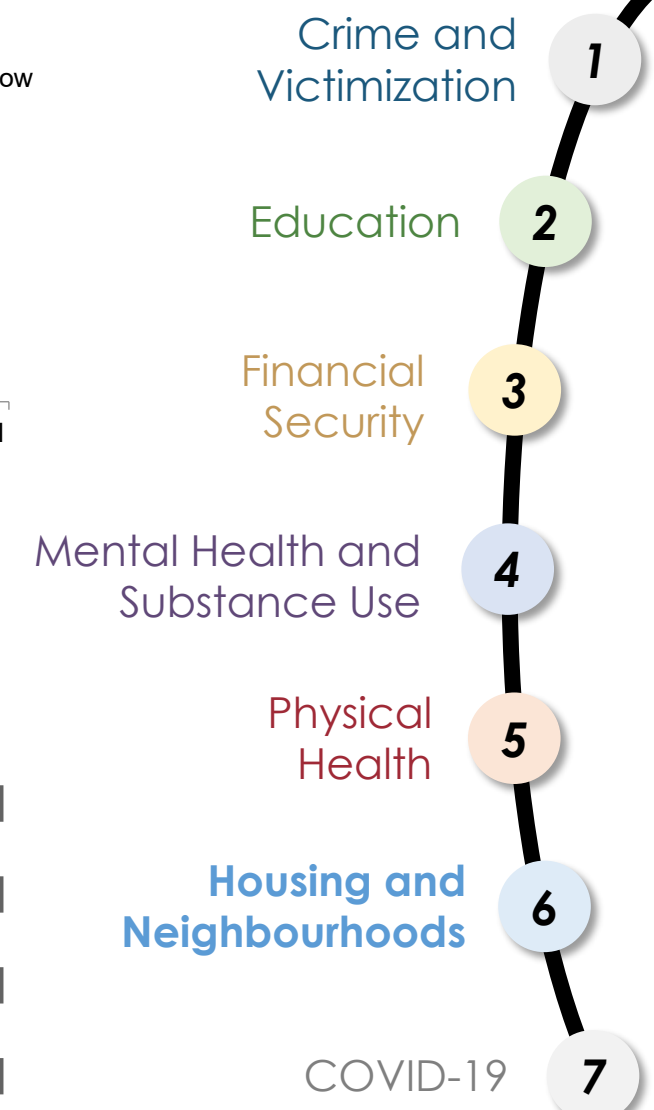 Crime and
Victimization
1
ow
Education
2
Financial
Security
3
Mental Health and
Substance Use
4
Physical
Health
5
Housing and
Neighbourhoods
6
COVID-19
7